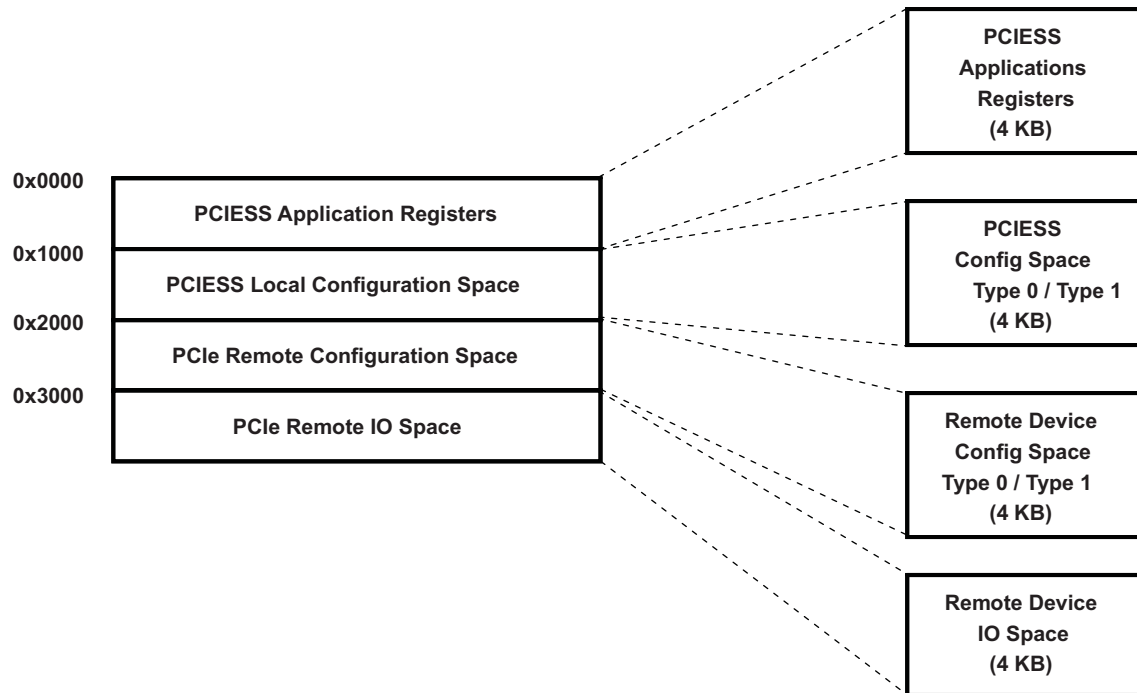 0x0000
PCIESS Application Registers
0x1000
PCIESS Local Configuration Space
0x2000
PCIe Remote Configuration Space
0x3000
PCIe Remote IO Space
PCIESS
Applications
Registers
(4 KB)
PCIESS
Config Space
Type 0 / Type 1
(4 KB)
Remote Device
Config Space
Type 0 / Type 1
(4 KB)
Remote Device
IO Space
(4 KB)